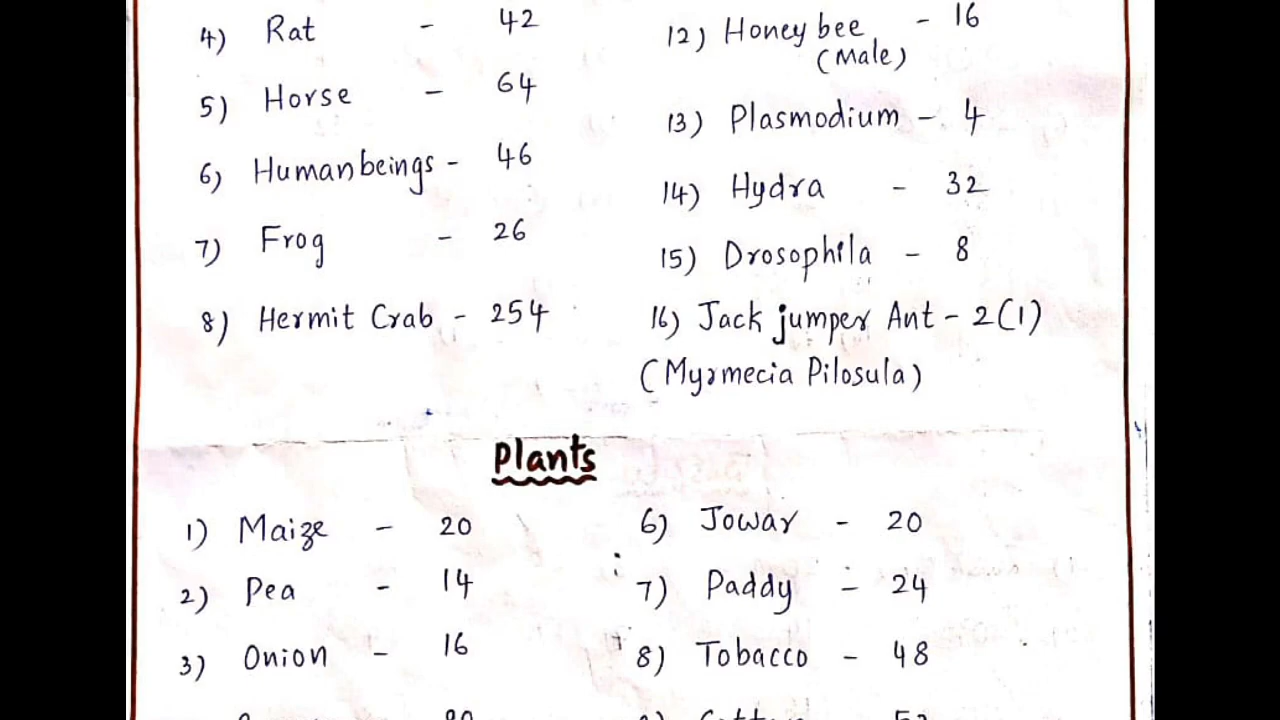 4) Rat - 42
5) Horse - 64
6) Human beings - 46
7) Frog - 26
8) Hermit Crab - 254
12) Honey bee - 16
(Male)
13) Plasmodium - 4
14) Hydra - 32
15) Drosophila - 8
16) Jack jumper Ant - 2(1)
(Myrmecia Pilosula)
Plants
1) Maize - 20
2) Pea - 14
3) Onion - 16
6) Jowar - 20
7) Paddy - 24
8) Tobacco - 48